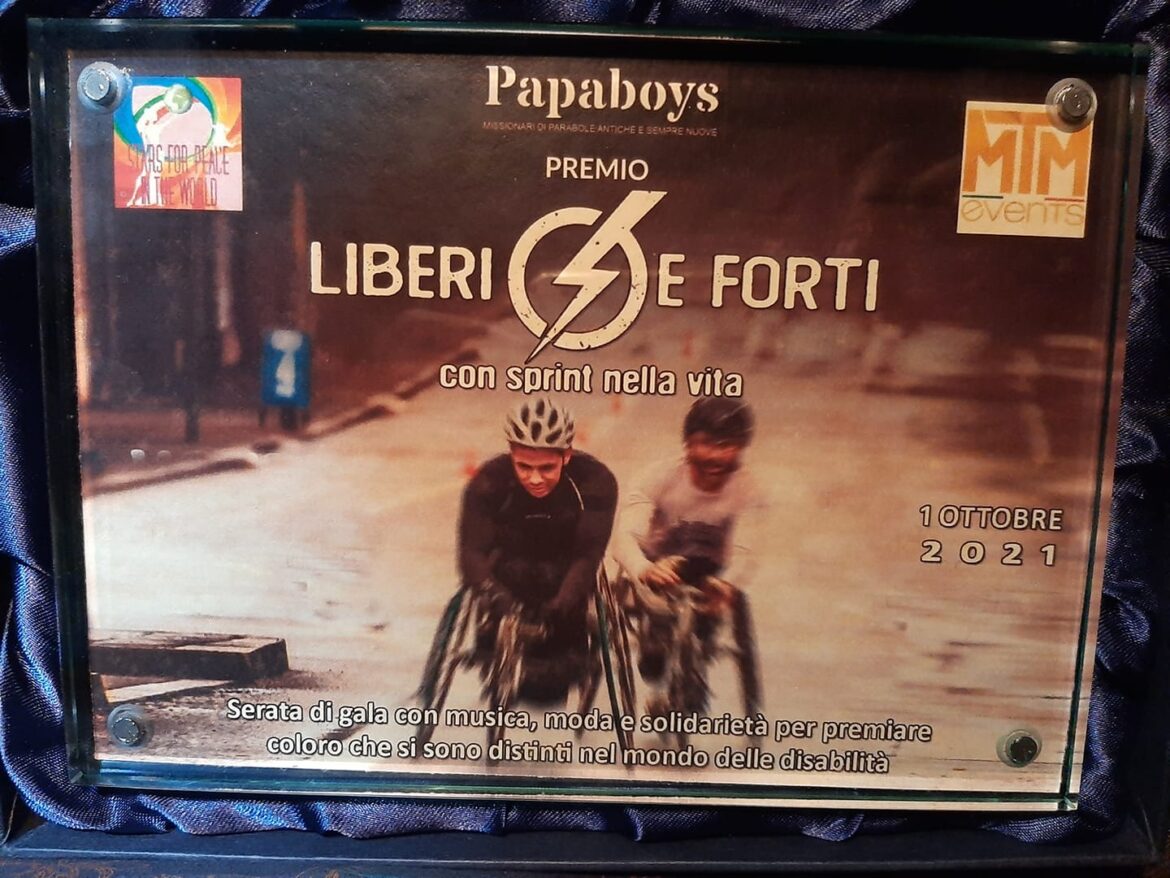 Papaboys
MISSIONARI DI PARABOLE ANTICHE E SEMPRE NUOVE
STARS FOR PEACE
IN THE WORLD
MTM
events
PREMIO
LIBERI E FORTI
con sprint nella vita
1 OTTOBRE
2021
Serata di gala con musica, moda e solidarietà per premiare
coloro che si sono distinti nel mondo delle disabilità